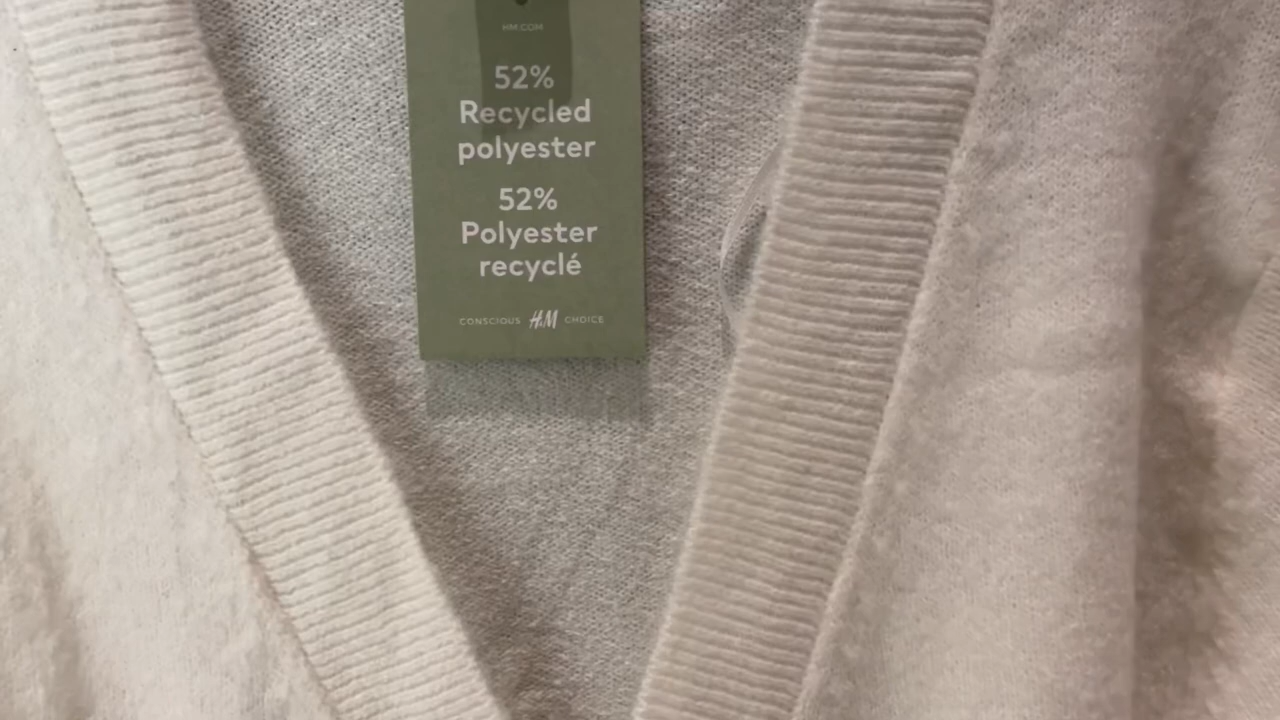 HM.COM
52%
Recycled
polyester
52%
Polyester
recyclé
CONSCIOUS H&M CHOICE